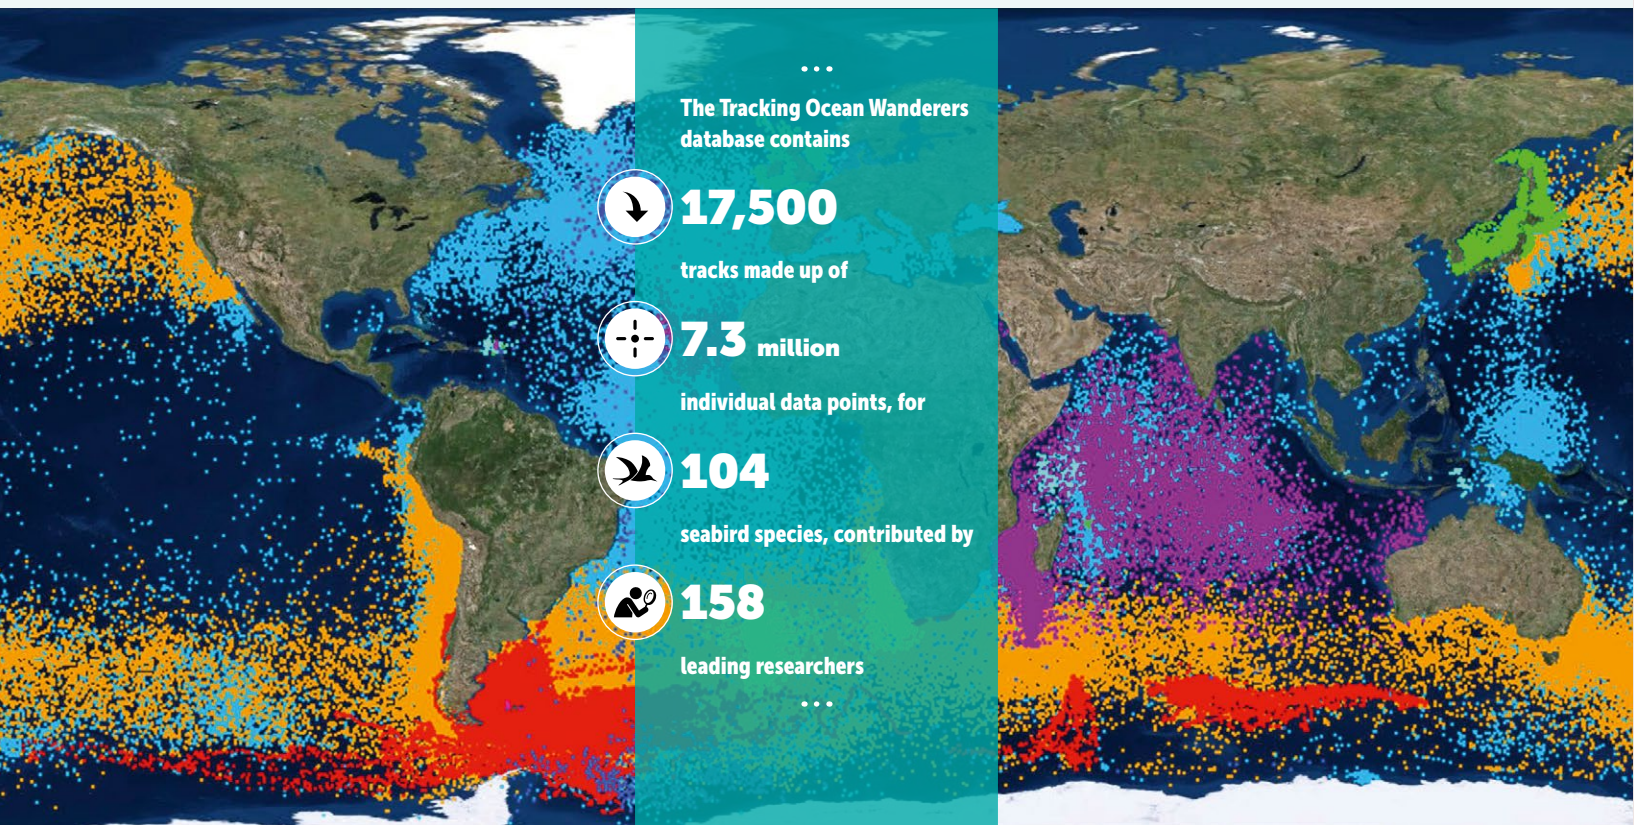 The Tracking Ocean Wanderers
database contains
17,500
tracks made up of
7.3 million
individual data points, for
104
seabird species, contributed by
158
leading researchers